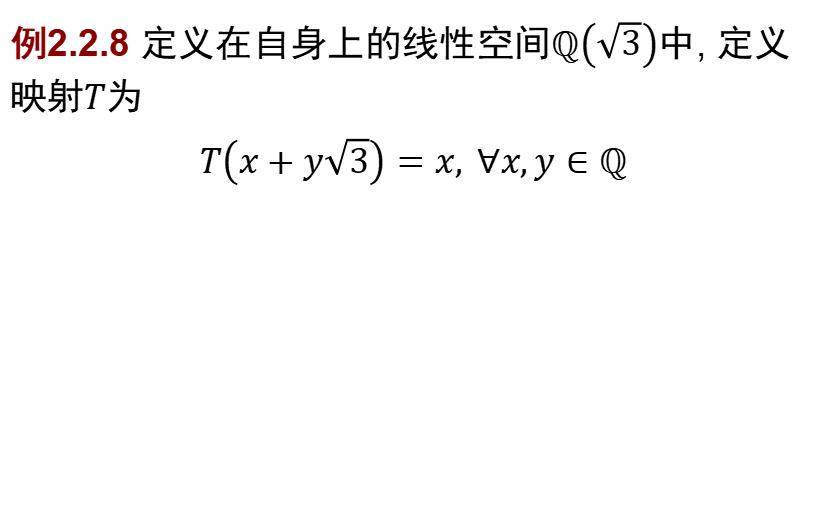 例2.2.8 定义在自身上的线性空间ℚ(√3)中, 定义
映射T为
T(x + y√3) = x, ∀x, y ∈ ℚ